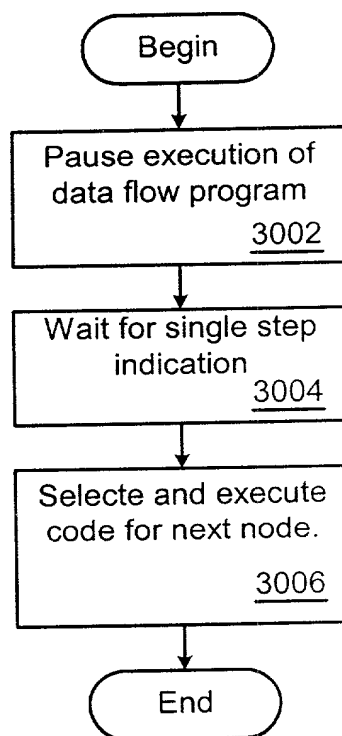 Begin
Pause execution of
data flow program
3002
Wait for single step
indication
3004
Selecte and execute
code for next node.
3006
End